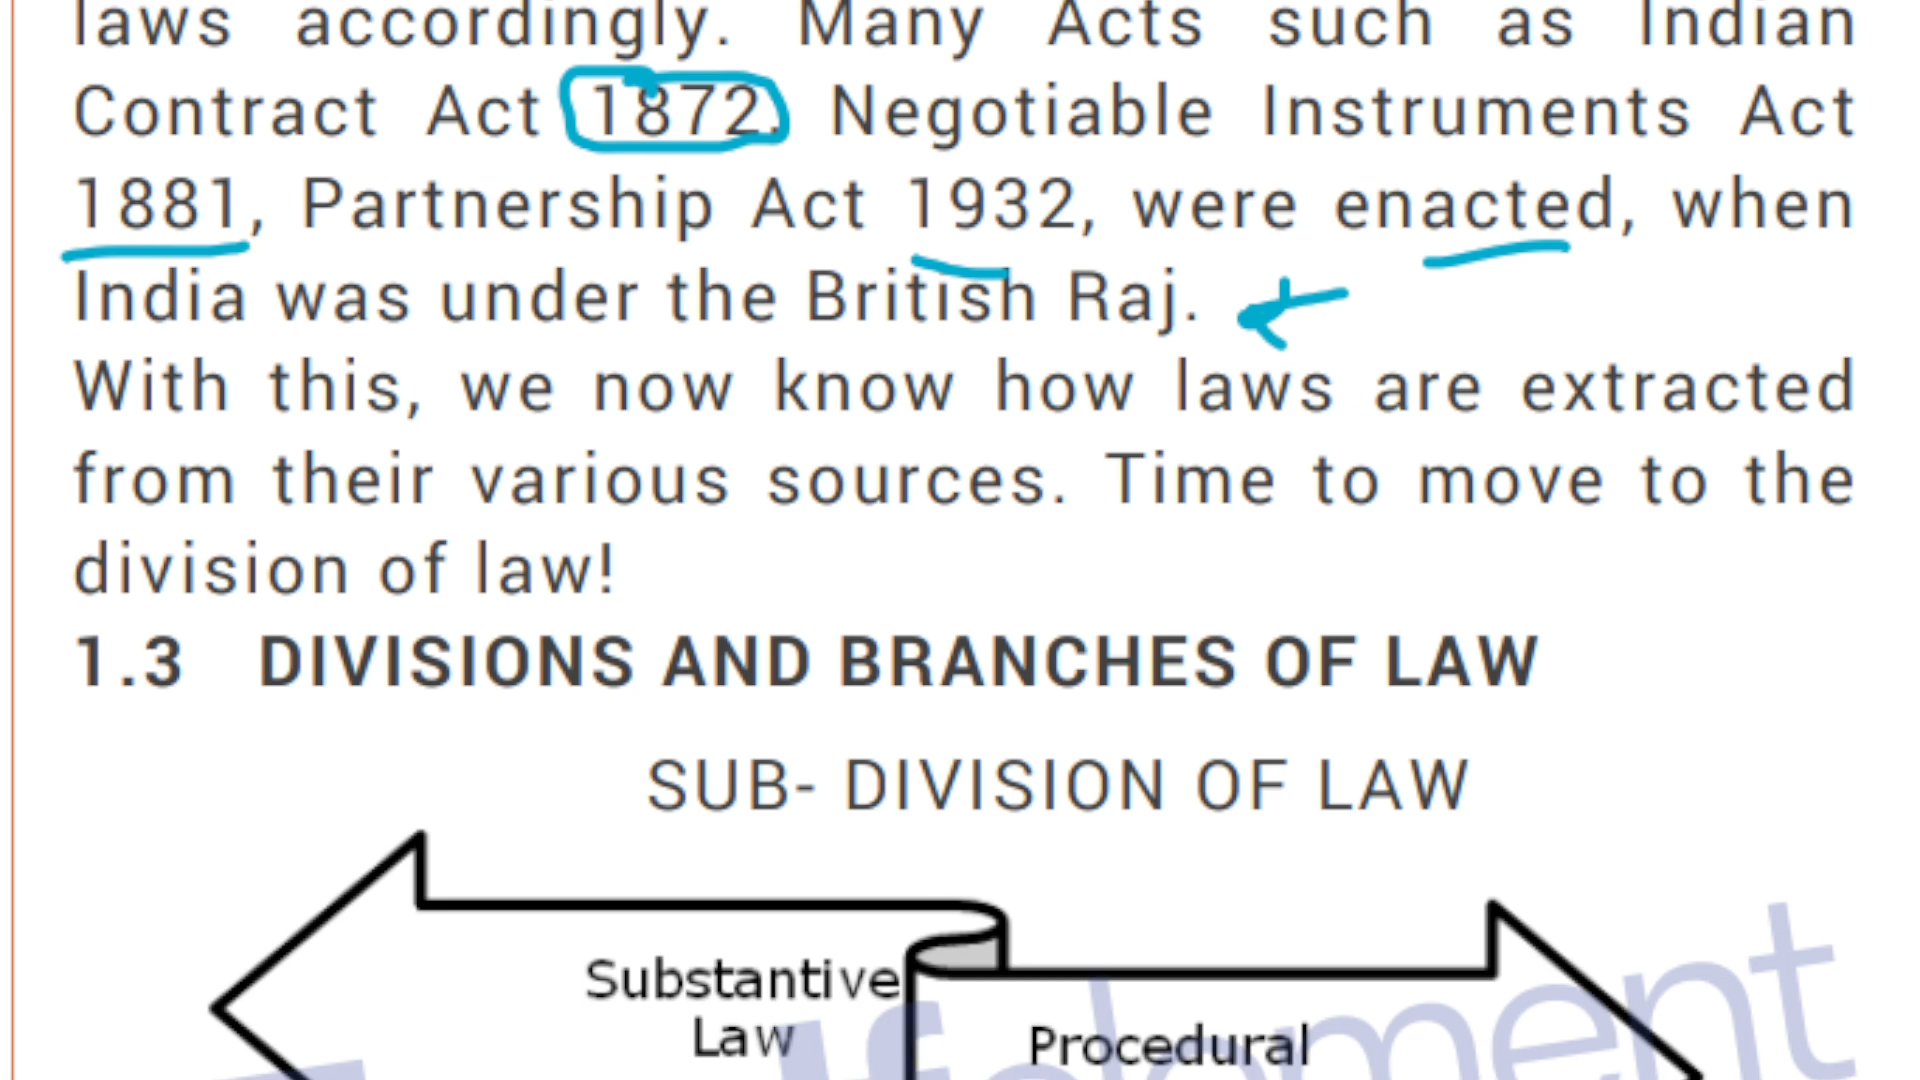 laws accordingly. Many Acts such as Indian
Contract Act 1872, Negotiable Instruments Act
1881, Partnership Act 1932, were enacted, when
India was under the British Raj.
With this, we now know how laws are extracted
from their various sources. Time to move to the
division of law!
1.3 DIVISIONS AND BRANCHES OF LAW
SUB- DIVISION OF LAW
Substantive
Law
Procedural